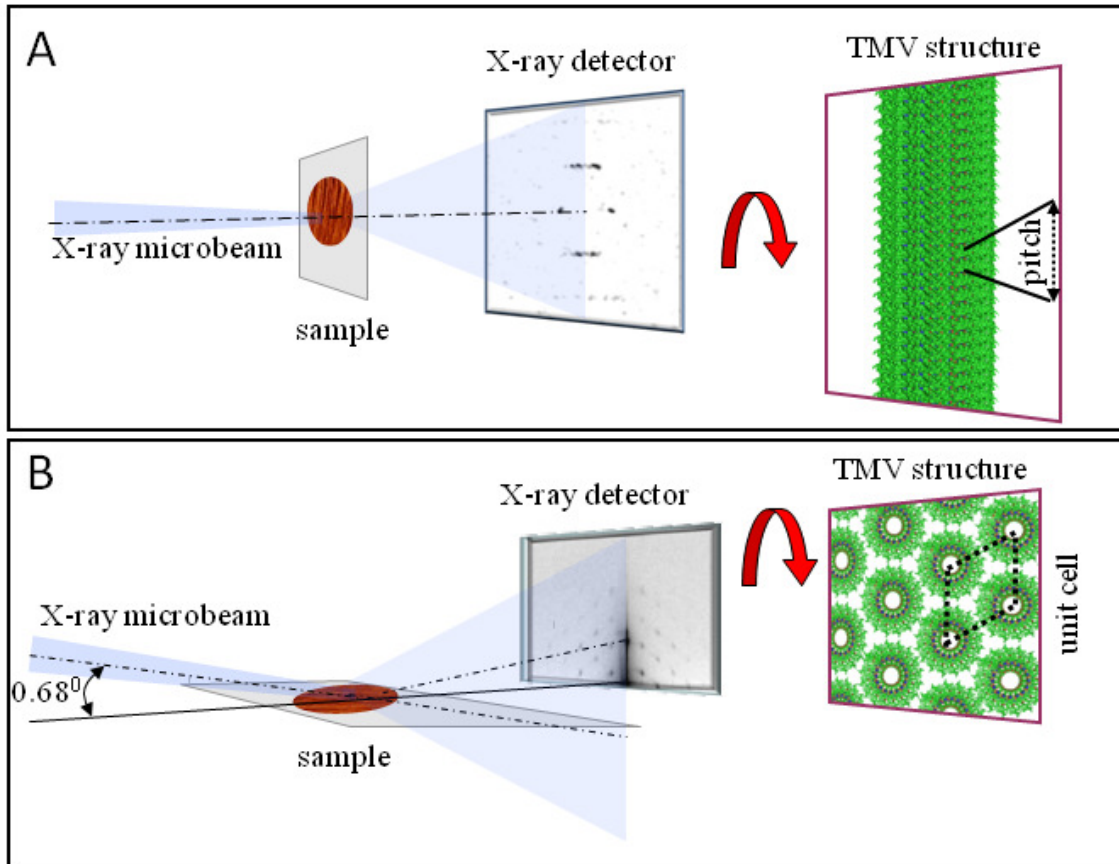 A
TMV structure
X-ray detector
X-ray microbeam
pitch
sample
B
TMV structure
X-ray detector
X-ray microbeam
unit cell
0.68⁰
sample